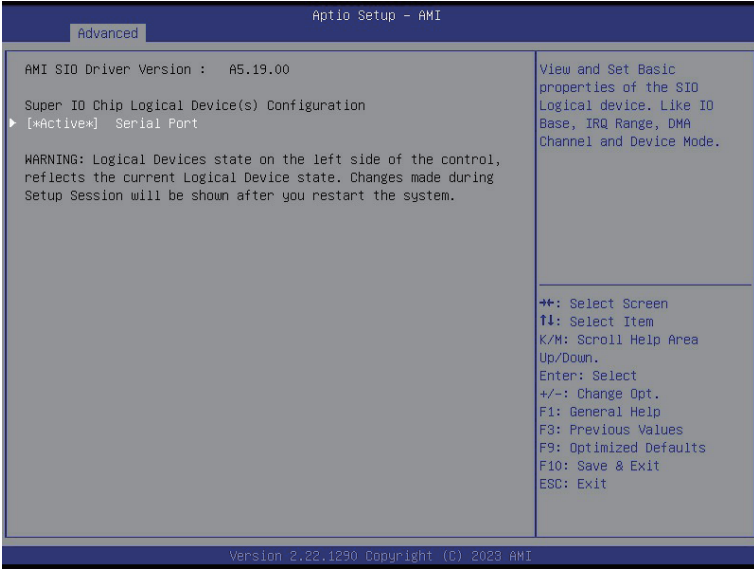 Aptio Setup – AMI
Advanced
AMI SIO Driver Version : A5.19.00
Super IO Chip Logical Device(s) Configuration
[*Active*] Serial Port
WARNING: Logical Devices state on the left side of the control,
reflects the current Logical Device state. Changes made during
Setup Session will be shown after you restart the system.
View and Set Basic
properties of the SIO
Logical device. Like IO
Base, IRQ Range, DMA
Channel and Device Mode.
→←: Select Screen
↑↓: Select Item
K/M: Scroll Help Area
Up/Down.
Enter: Select
+/-: Change Opt.
F1: General Help
F3: Previous Values
F9: Optimized Defaults
F10: Save & Exit
ESC: Exit
Version 2.22.1290 Copyright (C) 2023 AMI